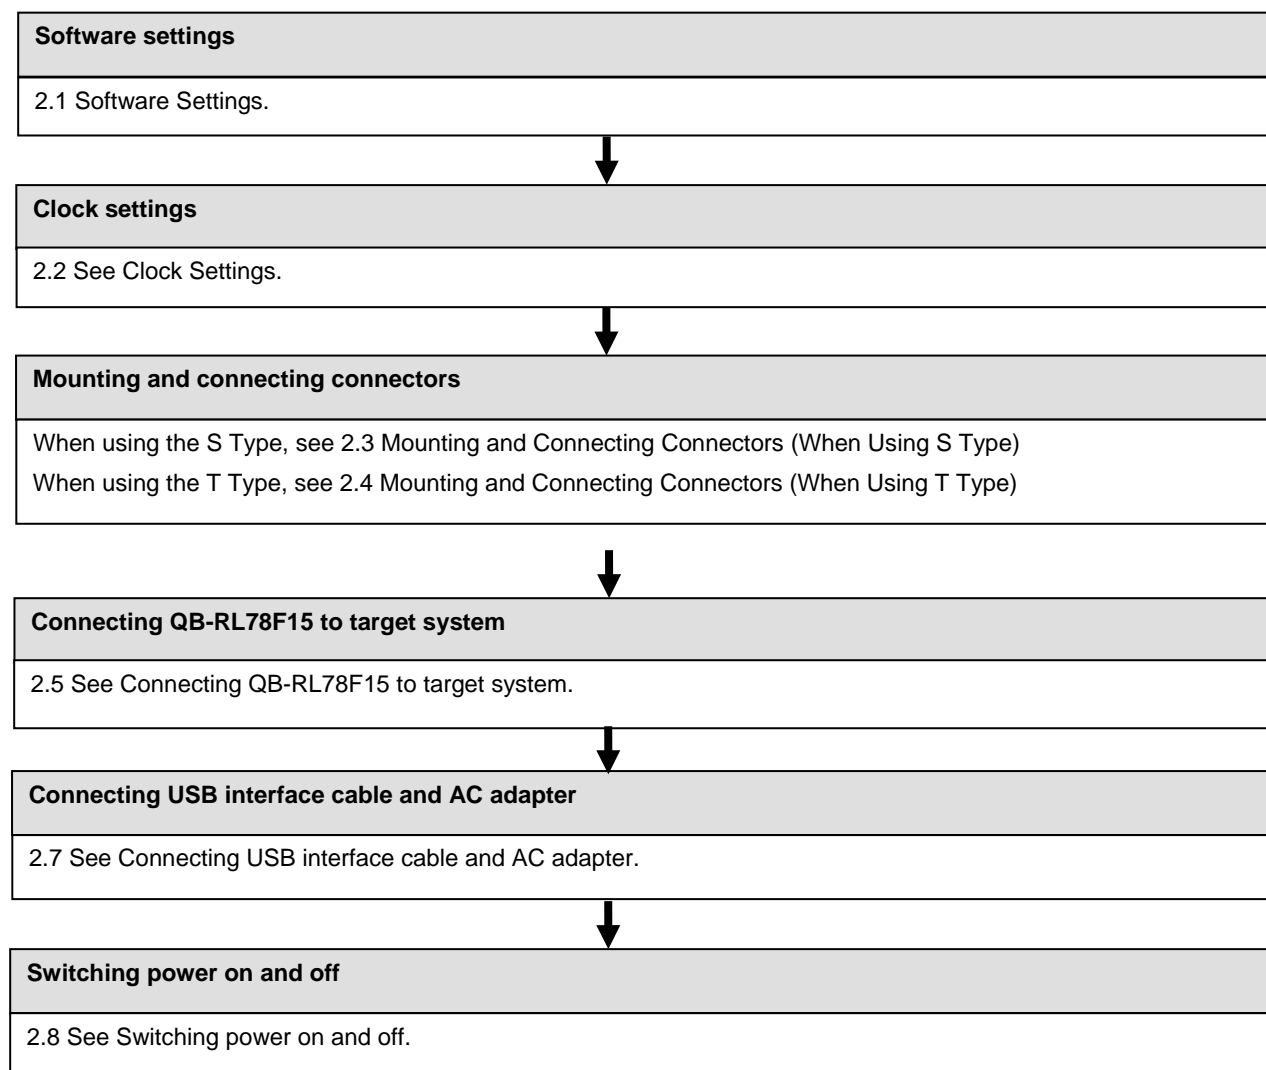 Software settings
2.1 Software Settings.
Clock settings
2.2 See Clock Settings.
Mounting and connecting connectors
When using the S Type, see 2.3 Mounting and Connecting Connectors (When Using S Type)
When using the T Type, see 2.4 Mounting and Connecting Connectors (When Using T Type)
Connecting QB-RL78F15 to target system
2.5 See Connecting QB-RL78F15 to target system.
Connecting USB interface cable and AC adapter
2.7 See Connecting USB interface cable and AC adapter.
Switching power on and off
2.8 See Switching power on and off.